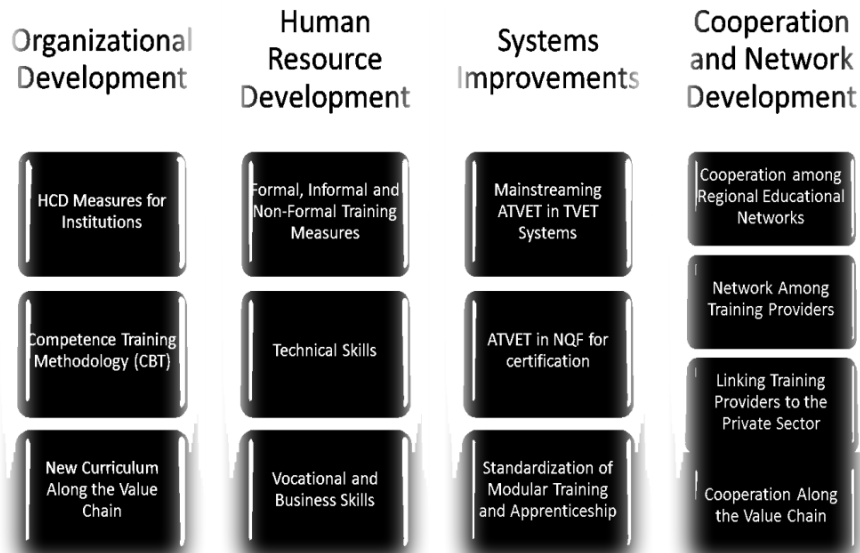 Organizational
Development
HCD Measures for
Institutions
Competence Training
Methodology (CBT)
New Curriculum
Along the Value
Chain
Human
Resource
Development
Formal, Informal and
Non-Formal Training
Measures
Technical Skills
Vocational and
Business Skills
Systems
Improvements
Mainstreaming
ATVET in TVET
Systems
ATVET in NQF for
certification
Standardization of
Modular Training
and Apprenticeship
Cooperation
and Network
Development
Cooperation among
Regional Educational
Networks
Network Among
Training Providers
Linking Training
Providers to the
Private Sector
Cooperation Along
the Value Chain